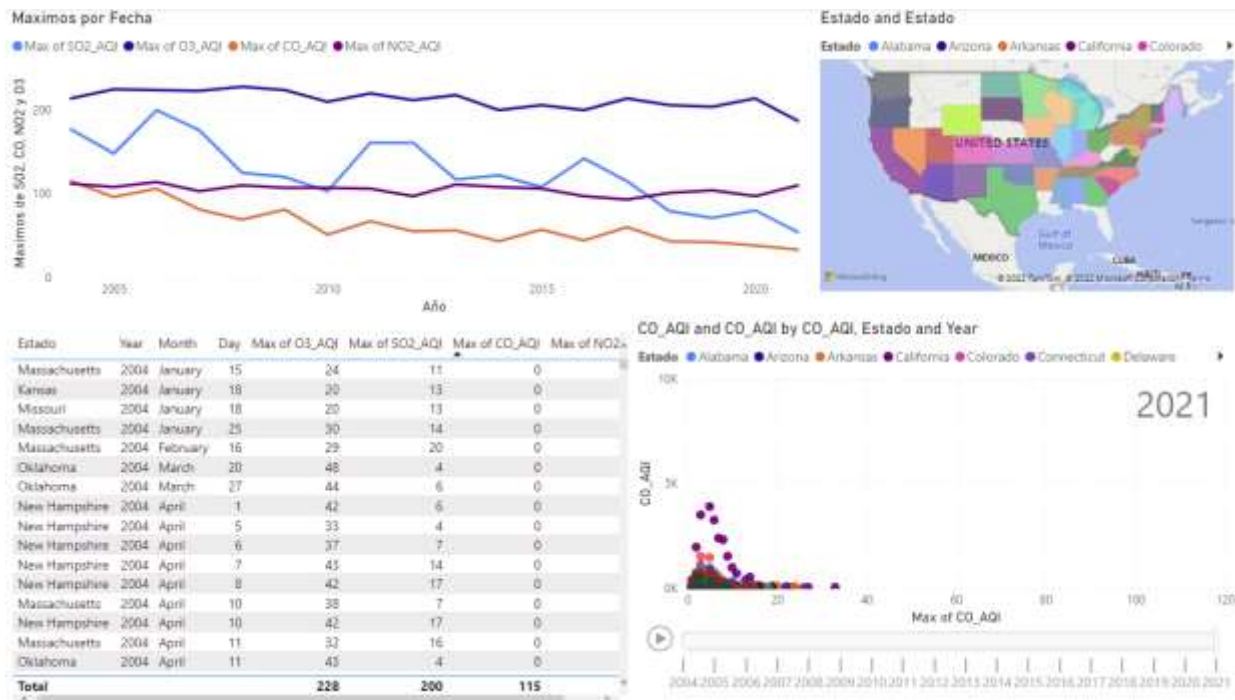 Maximos por Fecha
Max of SO2_AQI Max of O3_AQI Max of CO_AQI Max of NO2_AQI
Maximos de SO2, CO, NO2 y O3
200
100
0
2005 2010 2015 2020
Año
Estado and Estado
Estado Alabama Arizona Arkansas California Colorado
UNITED STATES
Gulf of
Mexico
MEXICO
CUBA
Estado Year Month Day Max of O3_AQI Max of SO2_AQI Max of CO_AQI Max of NO2
Massachusetts 2004 January 15 24 11 0
Kansas 2004 January 18 20 13 0
Missouri 2004 January 18 20 13 0
Massachusetts 2004 January 25 30 14 0
Massachusetts 2004 February 16 29 20 0
Oklahoma 2004 March 20 48 4 0
Oklahoma 2004 March 27 44 6 0
New Hampshire 2004 April 1 42 6 0
New Hampshire 2004 April 5 33 4 0
New Hampshire 2004 April 6 37 7 0
New Hampshire 2004 April 7 43 14 0
New Hampshire 2004 April 8 42 17 0
Massachusetts 2004 April 10 38 7 0
New Hampshire 2004 April 10 42 17 0
Massachusetts 2004 April 11 32 16 0
Oklahoma 2004 April 11 43 4 0
Total 228 200 115
CO_AQI and CO_AQI by CO_AQI, Estado and Year
Estado Alabama Arizona Arkansas California Colorado Connecticut Delaware
10K
2021
CO_AQI
5K
0K
0 20 40 60 80 100 120
Max of CO_AQI
2004 2005 2006 2007 2008 2009 2010 2011 2012 2013 2014 2015 2016 2017 2018 2019 2020 2021